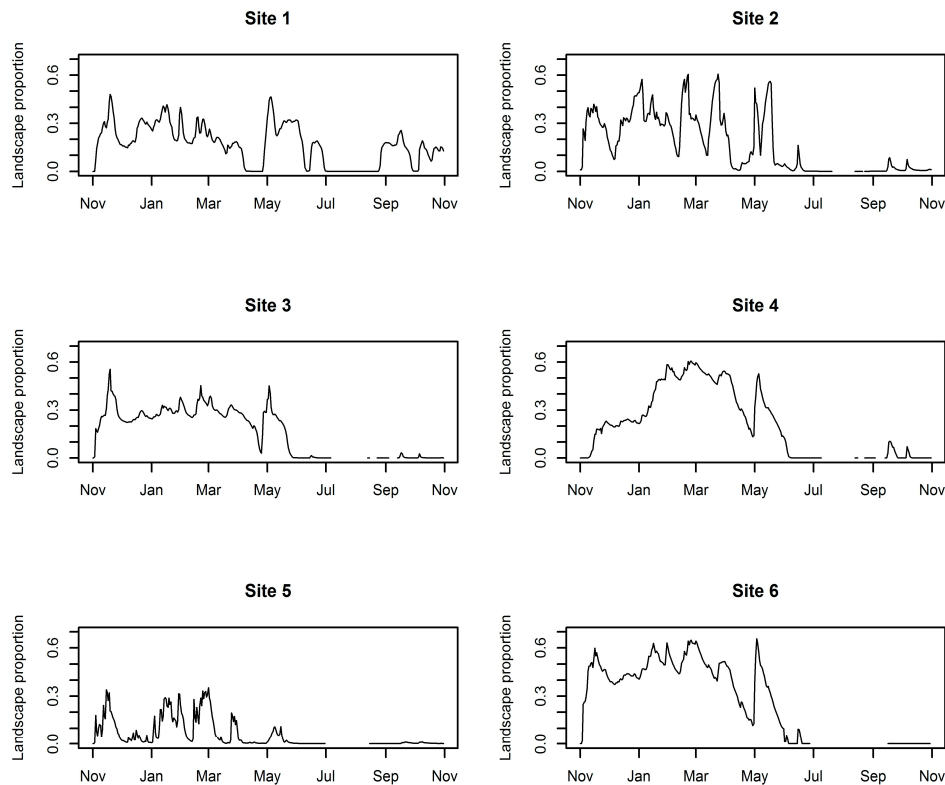 Site 1
Landscape proportion
0.0 0.3 0.6
Nov Jan Mar May Jul Sep Nov
Site 2
Landscape proportion
0.0 0.3 0.6
Nov Jan Mar May Jul Sep Nov
Site 3
Landscape proportion
0.0 0.3 0.6
Nov Jan Mar May Jul Sep Nov
Site 4
Landscape proportion
0.0 0.3 0.6
Nov Jan Mar May Jul Sep Nov
Site 5
Landscape proportion
0.0 0.3 0.6
Nov Jan Mar May Jul Sep Nov
Site 6
Landscape proportion
0.0 0.3 0.6
Nov Jan Mar May Jul Sep Nov